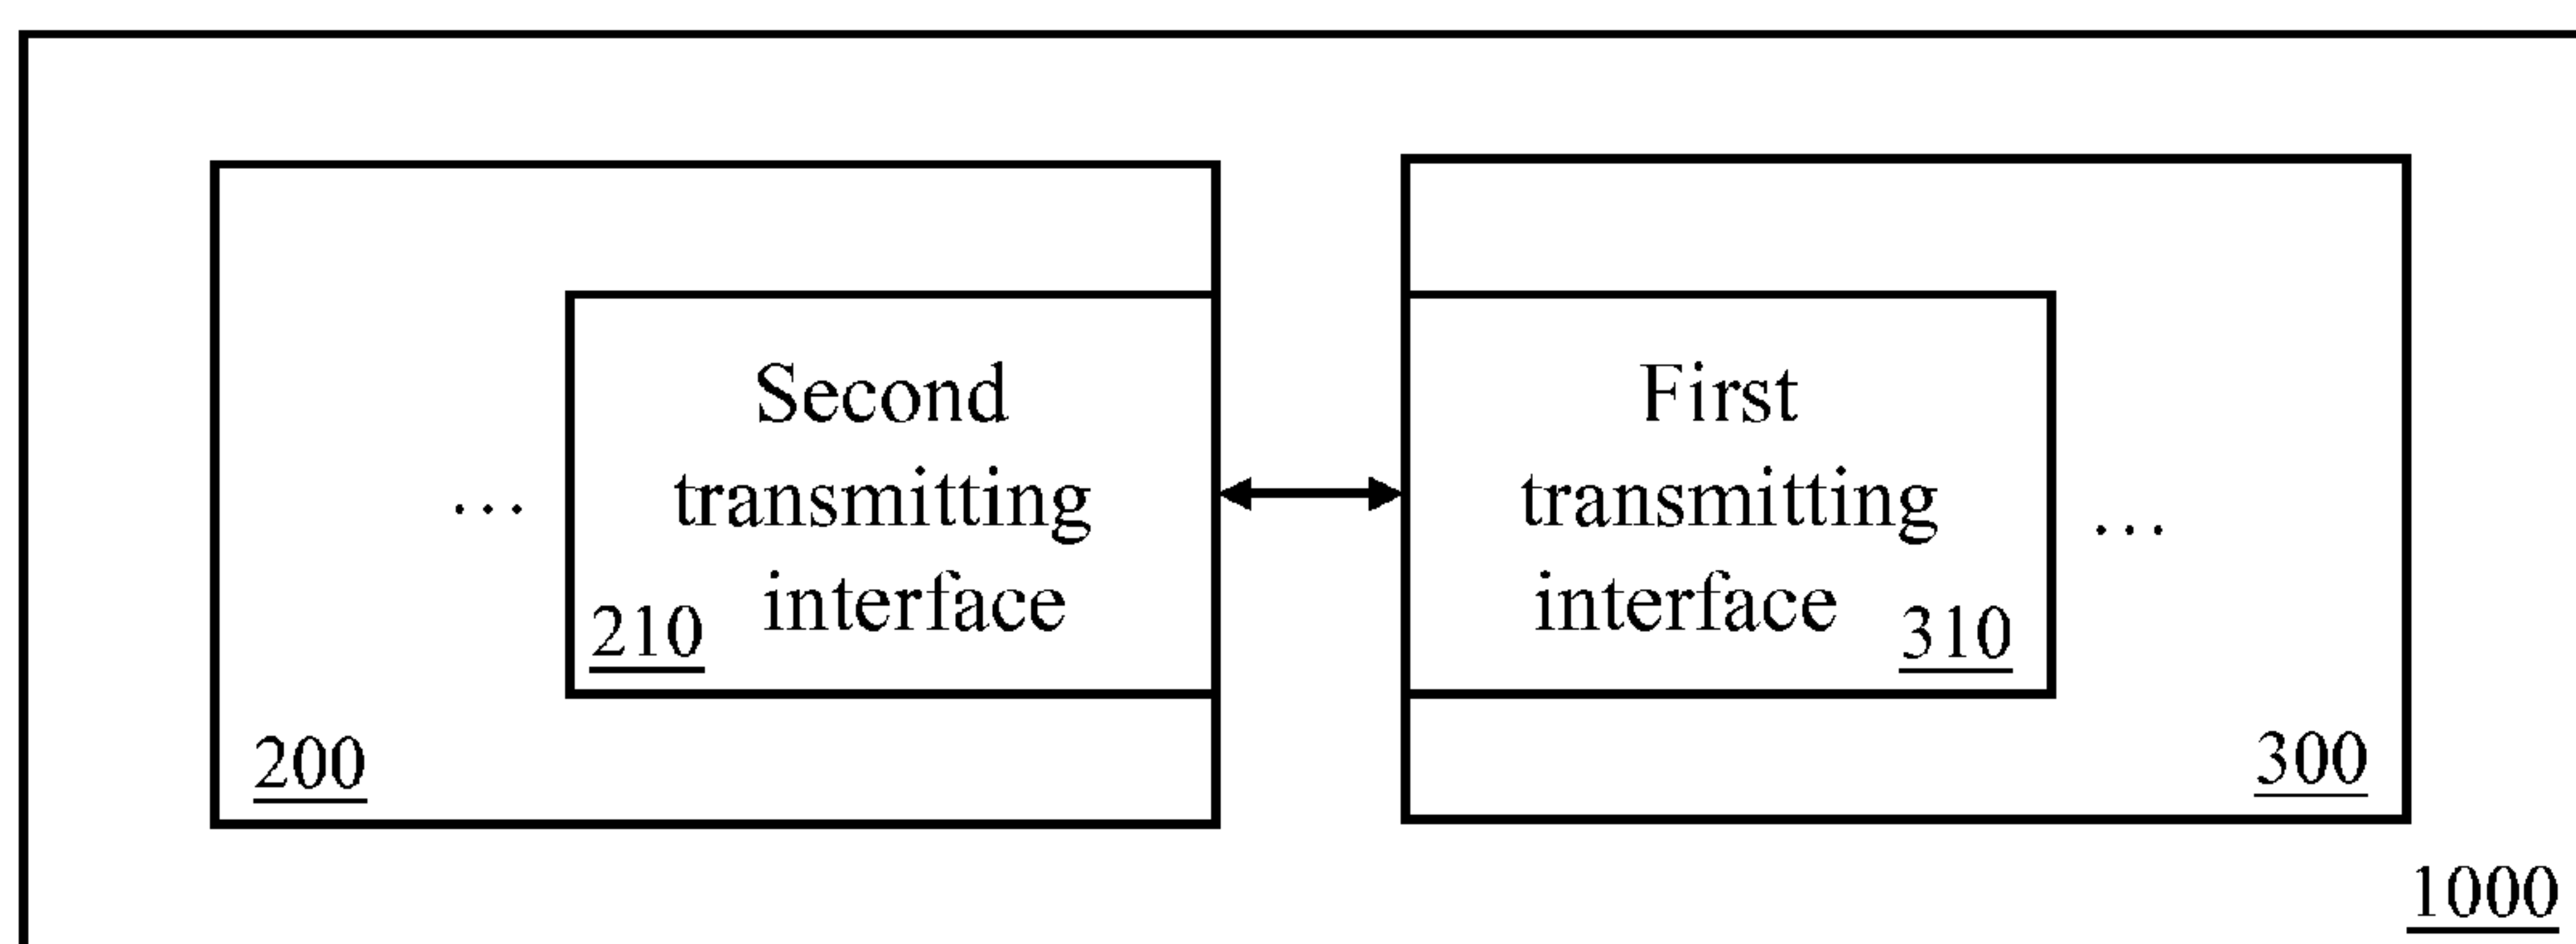 Second
transmitting
interface
210
...
200
First
transmitting
interface
310
...
300
1000